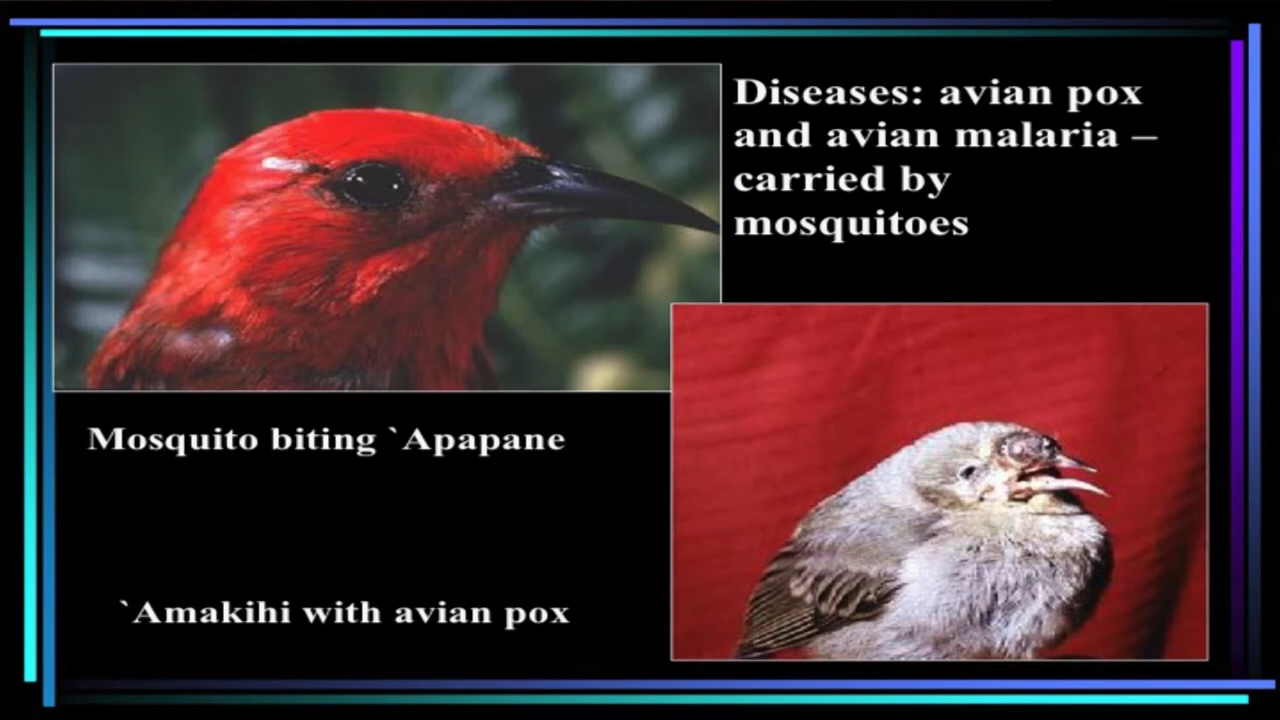 Diseases: avian pox
and avian malaria –
carried by
mosquitoes
Mosquito biting `Apapane
`Amakihi with avian pox